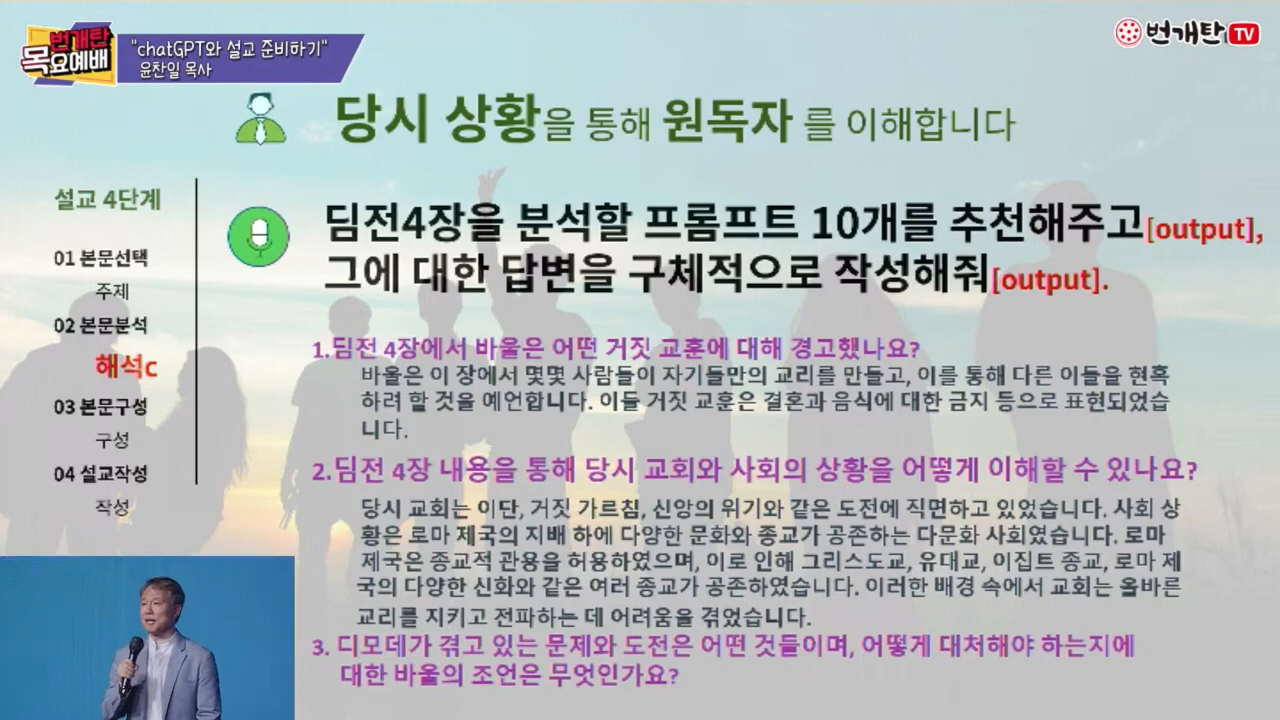 번개탄
목요예배
"chatGPT와 설교 준비하기"
윤찬일 목사
번개탄 TV
당시 상황을 통해 원독자 를 이해합니다
설교 4단계
01 본문선택
주제
02 본문분석
해석c
03 본문구성
구성
04 설교작성
작성
딤전4장을 분석할 프롬프트 10개를 추천해주고[output],
그에 대한 답변을 구체적으로 작성해줘[output].
1.딤전 4장에서 바울은 어떤 거짓 교훈에 대해 경고했나요?
바울은 이 장에서 몇몇 사람들이 자기들만의 교리를 만들고, 이를 통해 다른 이들을 현혹
하려 할 것을 예언합니다. 이들 거짓 교훈은 결혼과 음식에 대한 금지 등으로 표현되었습
니다.
2.딤전 4장 내용을 통해 당시 교회와 사회의 상황을 어떻게 이해할 수 있나요?
당시 교회는 이단, 거짓 가르침, 신앙의 위기와 같은 도전에 직면하고 있었습니다. 사회 상
황은 로마 제국의 지배 하에 다양한 문화와 종교가 공존하는 다문화 사회였습니다. 로마
제국은 종교적 관용을 허용하였으며, 이로 인해 그리스도교, 유대교, 이집트 종교, 로마 제
국의 다양한 신화와 같은 여러 종교가 공존하였습니다. 이러한 배경 속에서 교회는 올바른
교리를 지키고 전파하는 데 어려움을 겪었습니다.
3. 디모데가 겪고 있는 문제와 도전은 어떤 것들이며, 어떻게 대처해야 하는지에
대한 바울의 조언은 무엇인가요?